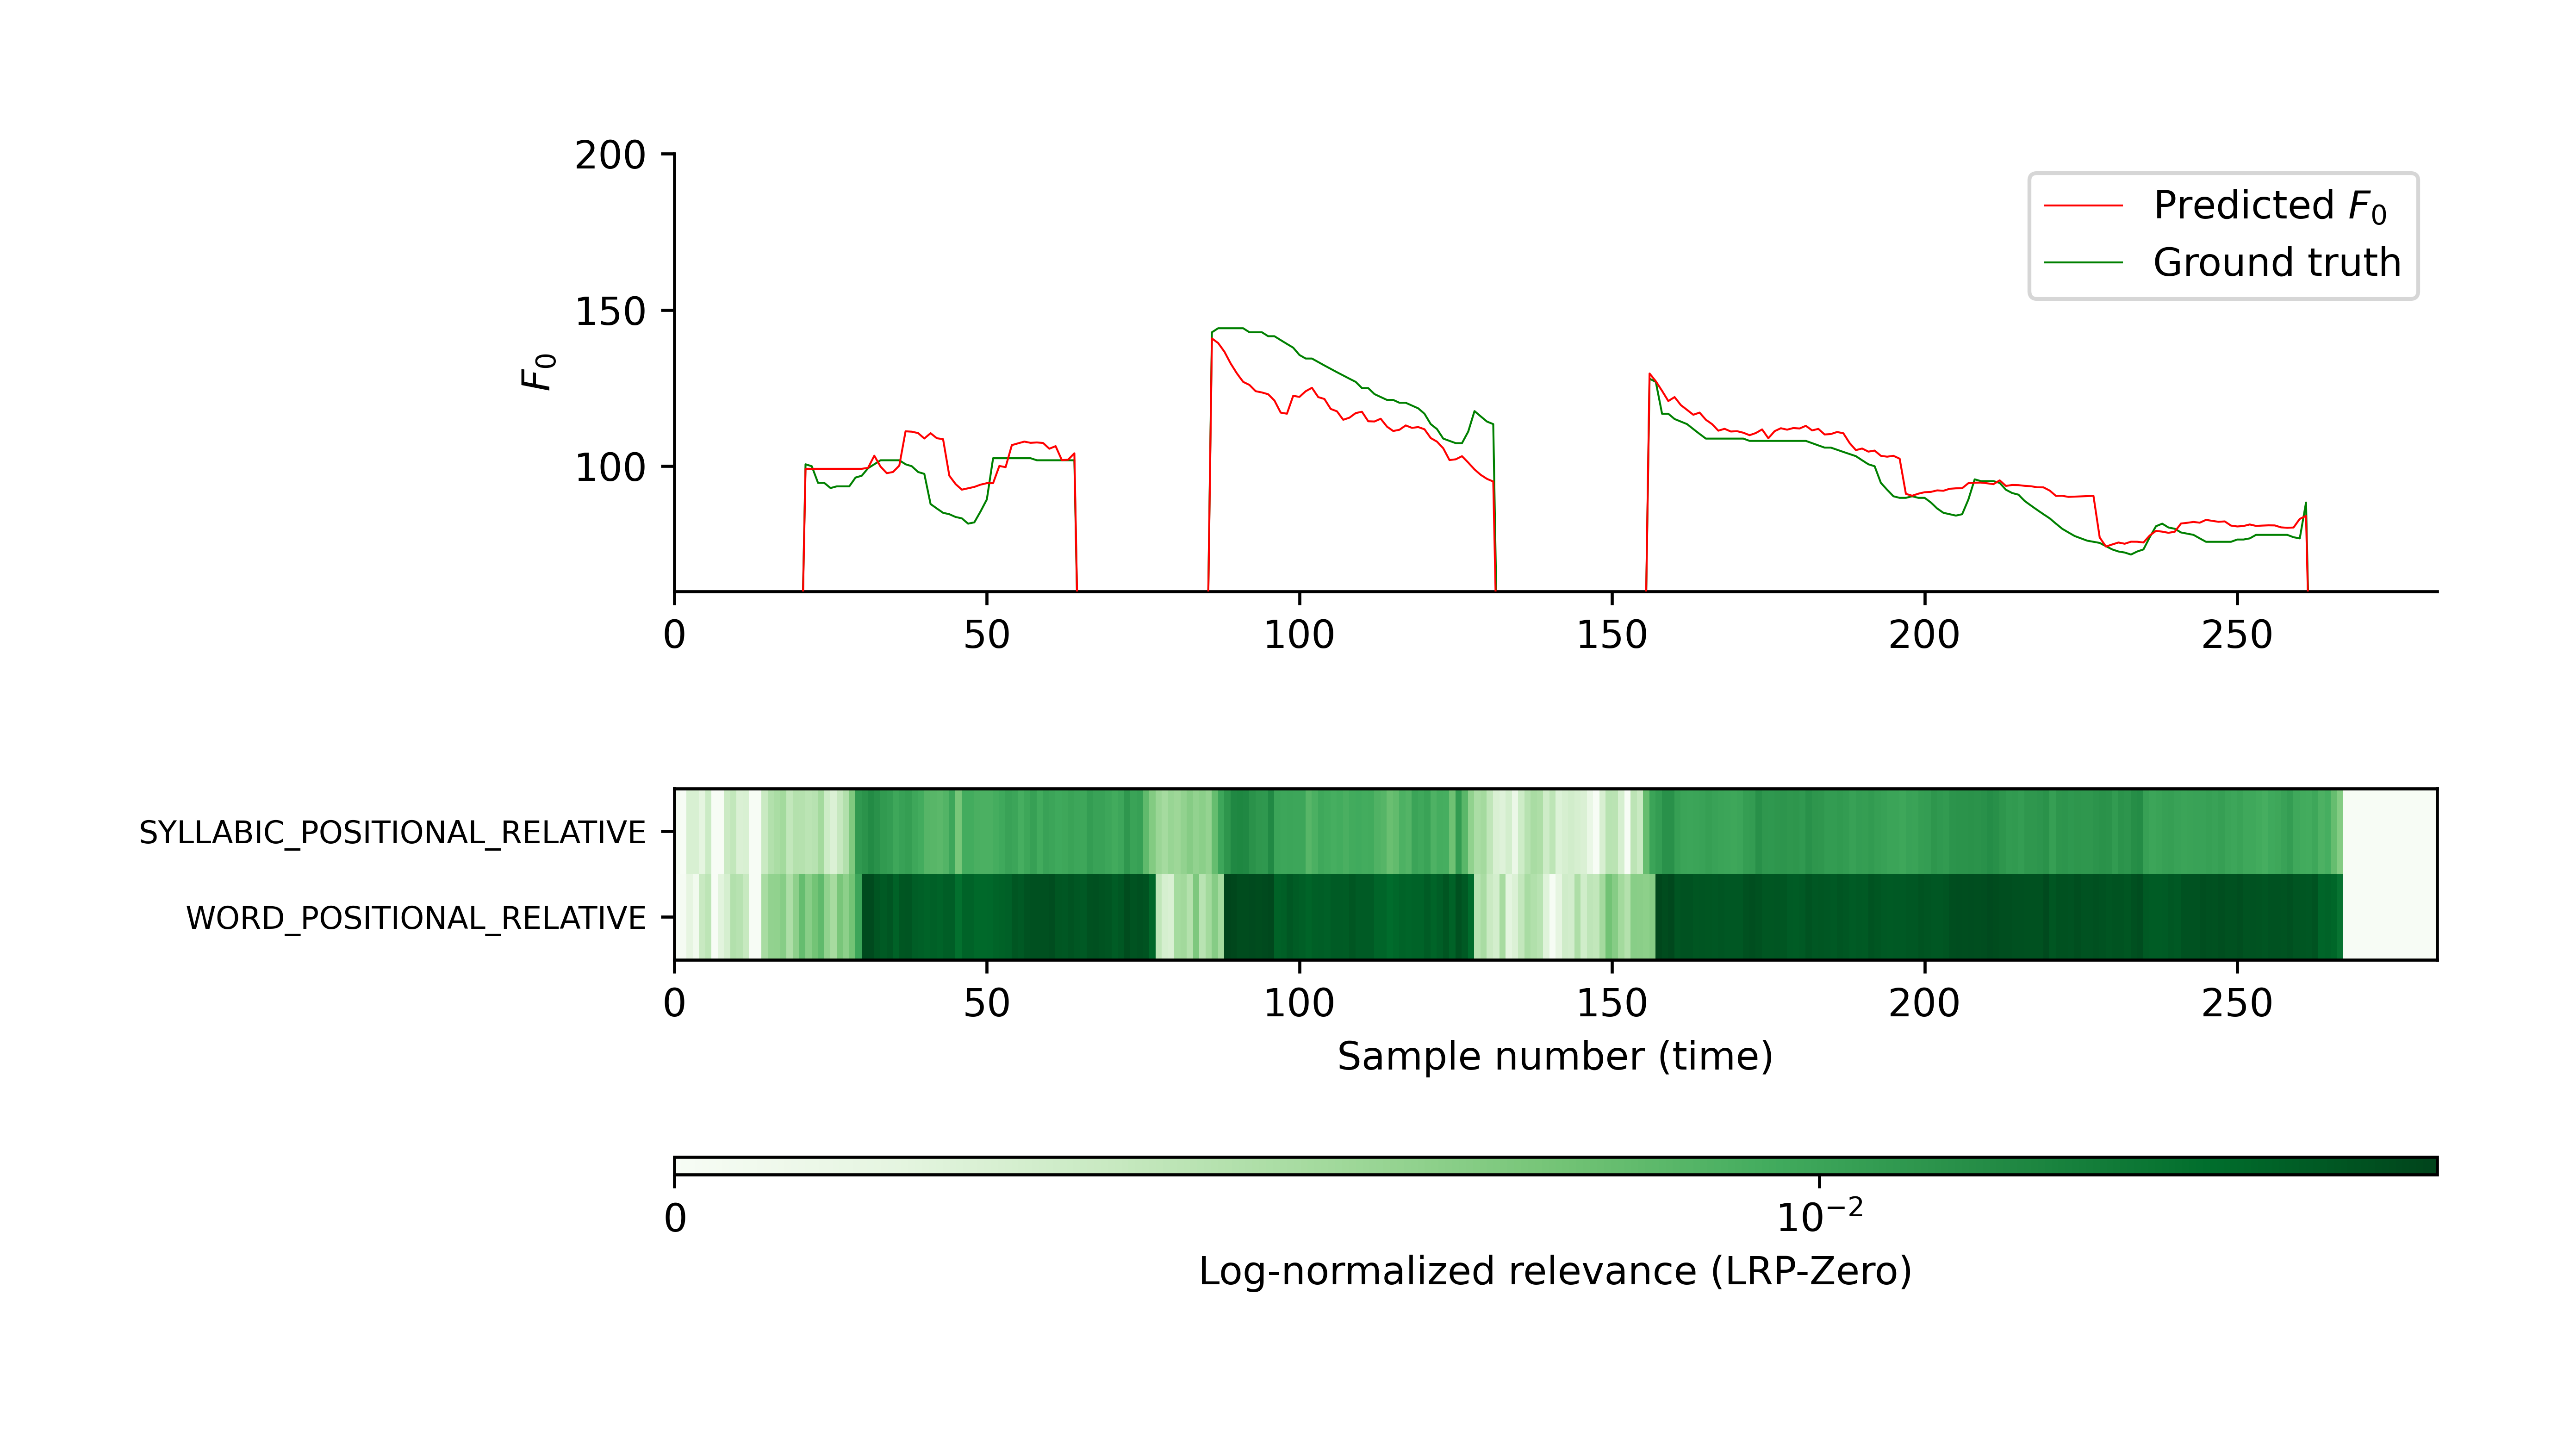 200
150
100
F₀
Predicted F₀
Ground truth
0 50 100 150 200 250
SYLLABIC_POSITIONAL_RELATIVE
WORD_POSITIONAL_RELATIVE
0 50 100 150 200 250
Sample number (time)
0 10⁻²
Log-normalized relevance (LRP-Zero)